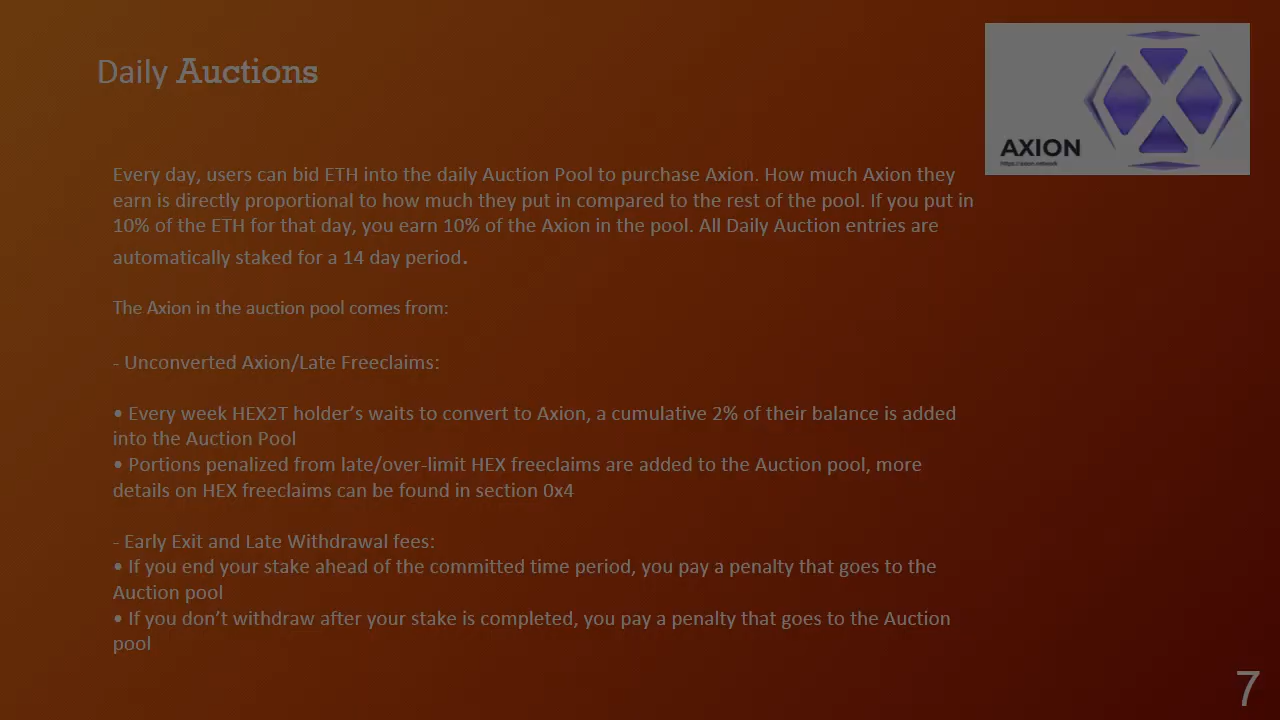 Daily Auctions
AXION
https://axion.network
Every day, users can bid ETH into the daily Auction Pool to purchase Axion. How much Axion they
earn is directly proportional to how much they put in compared to the rest of the pool. If you put in
10% of the ETH for that day, you earn 10% of the Axion in the pool. All Daily Auction entries are
automatically staked for a 14 day period.
The Axion in the auction pool comes from:
- Unconverted Axion/Late Freeclaims:
• Every week HEX2T holder’s waits to convert to Axion, a cumulative 2% of their balance is added
into the Auction Pool
• Portions penalized from late/over-limit HEX freeclaims are added to the Auction pool, more
details on HEX freeclaims can be found in section 0x4
- Early Exit and Late Withdrawal fees:
• If you end your stake ahead of the committed time period, you pay a penalty that goes to the
Auction pool
• If you don’t withdraw after your stake is completed, you pay a penalty that goes to the Auction
pool
7